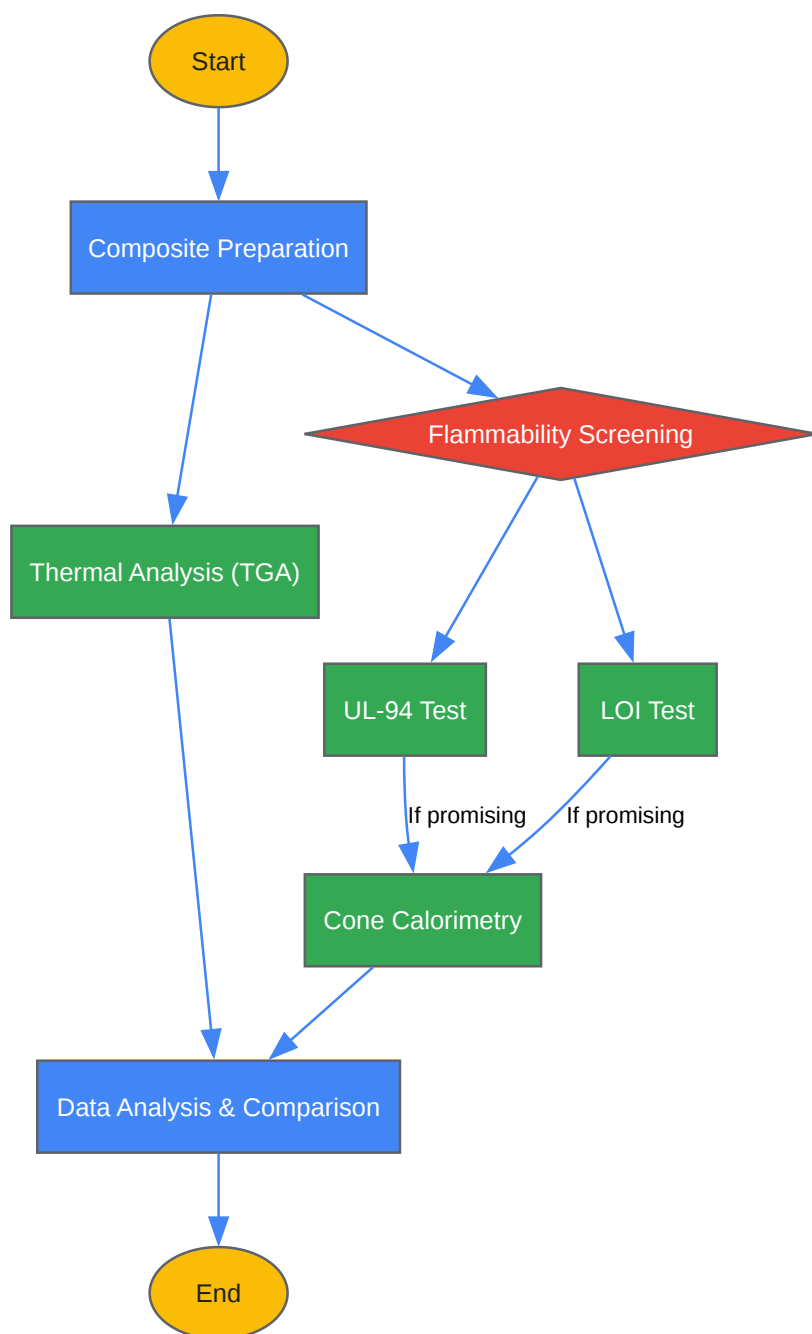 Start
Composite Preparation
Flammability Screening
Thermal Analysis (TGA)
UL-94 Test
LOI Test
If promising
If promising
Cone Calorimetry
Data Analysis & Comparison
End